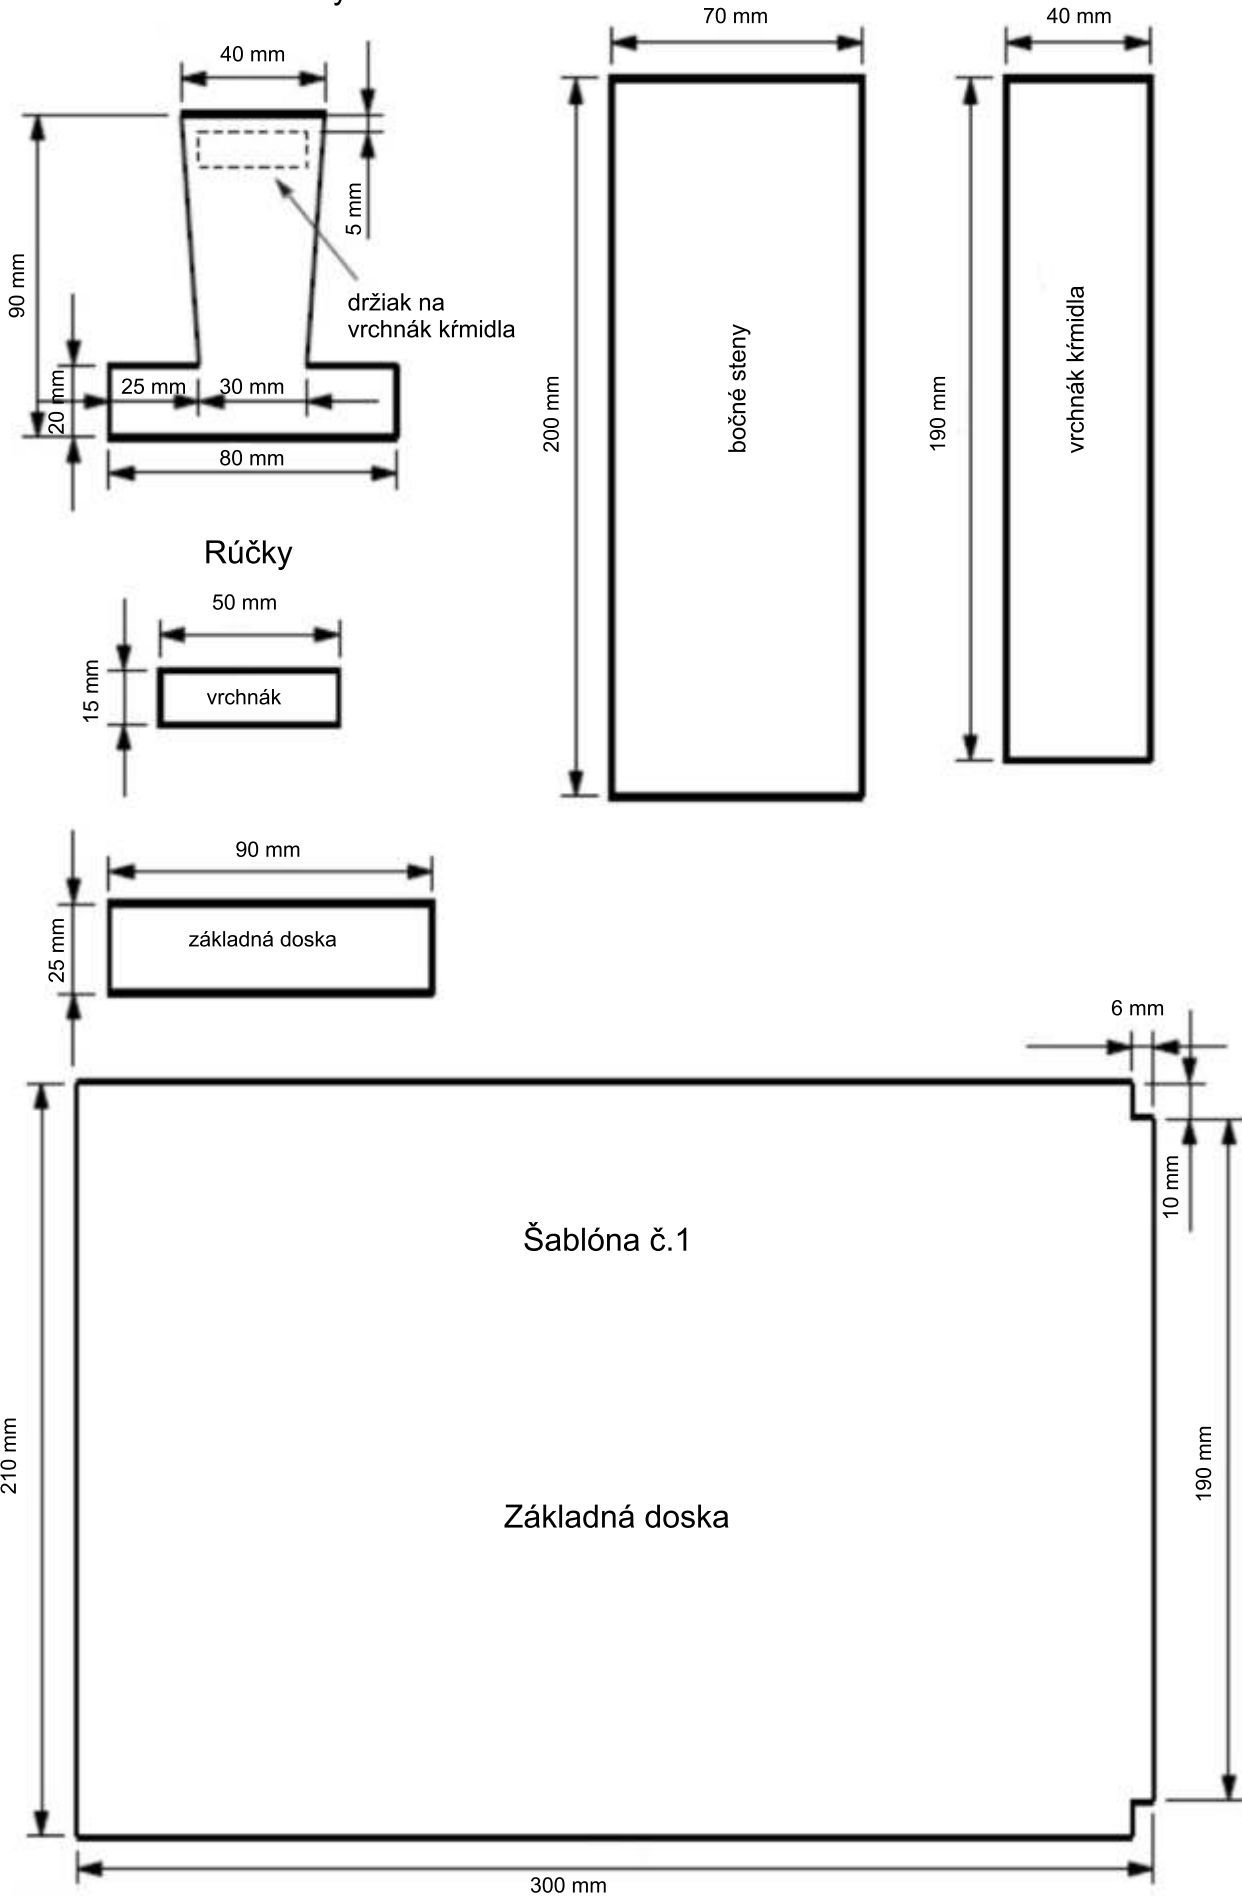 70 mm
40 mm
40 mm
5 mm
90 mm
držiak na
vrchnák kŕmidla
20 mm
25 mm
30 mm
80 mm
200 mm
bočné steny
190 mm
vrchnák kŕmidla
Rúčky
50 mm
15 mm
vrchnák
90 mm
25 mm
základná doska
6 mm
10 mm
Šablóna č.1
210 mm
190 mm
Základná doska
300 mm